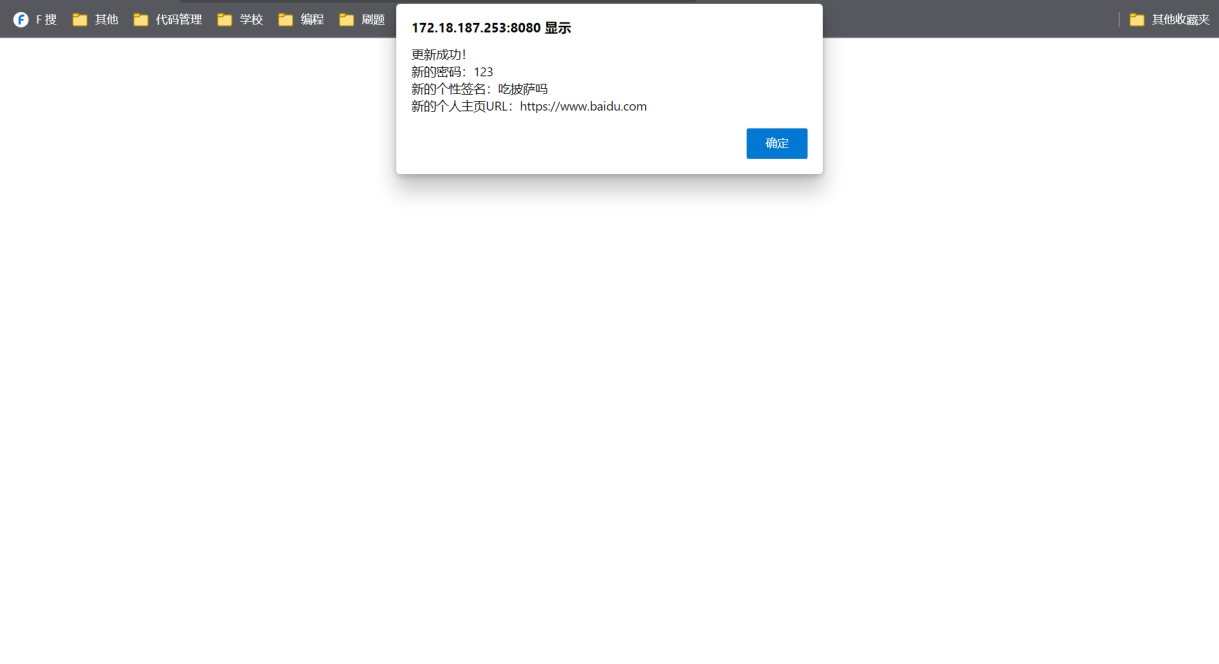 F 搜 其他 代码管理 学校 编程 刷题 其他收藏夹
172.18.187.253:8080 显示
更新成功！
新的密码：123
新的个性签名：吃披萨吗
新的个人主页URL：https://www.baidu.com
确定